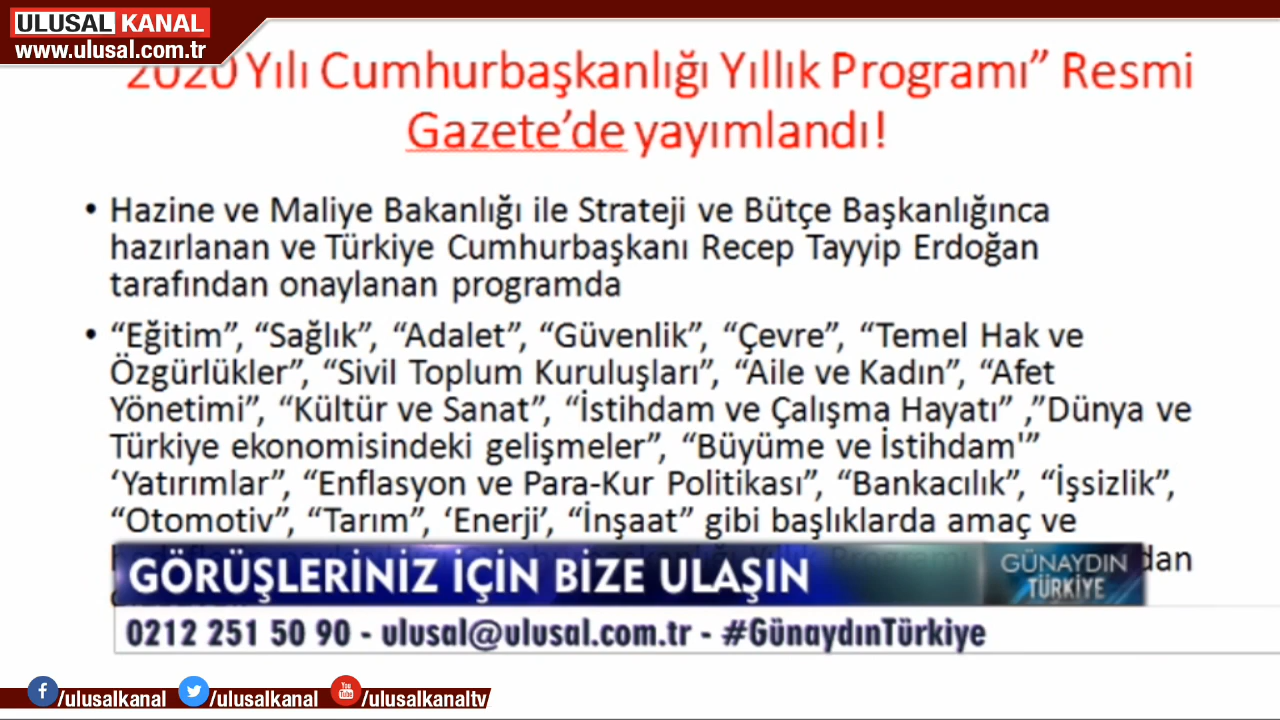 ULUSAL KANAL
www.ulusal.com.tr
2020 Yılı Cumhurbaşkanlığı Yıllık Programı” Resmi
Gazete’de yayımlandı!
• Hazine ve Maliye Bakanlığı ile Strateji ve Bütçe Başkanlığınca
hazırlanan ve Türkiye Cumhurbaşkanı Recep Tayyip Erdoğan
tarafından onaylanan programda
• “Eğitim”, “Sağlık”, “Adalet”, “Güvenlik”, “Çevre”, “Temel Hak ve
Özgürlükler”, “Sivil Toplum Kuruluşları”, “Aile ve Kadın”, “Afet
Yönetimi”, “Kültür ve Sanat”, “İstihdam ve Çalışma Hayatı” ,”Dünya ve
Türkiye ekonomisindeki gelişmeler”, “Büyüme ve İstihdam'”
‘Yatırımlar”, “Enflasyon ve Para-Kur Politikası”, “Bankacılık”, “İşsizlik”,
“Otomotiv”, “Tarım”, ‘Enerji’, “İnşaat” gibi başlıklarda amaç ve
GÖRÜŞLERİNİZ İÇİN BİZE ULAŞIN
GÜNAYDIN
TÜRKİYE
0212 251 50 90 - ulusal@ulusal.com.tr - #GünaydınTürkiye
/ulusalkanal /ulusalkanal You Tube /ulusalkanaltv